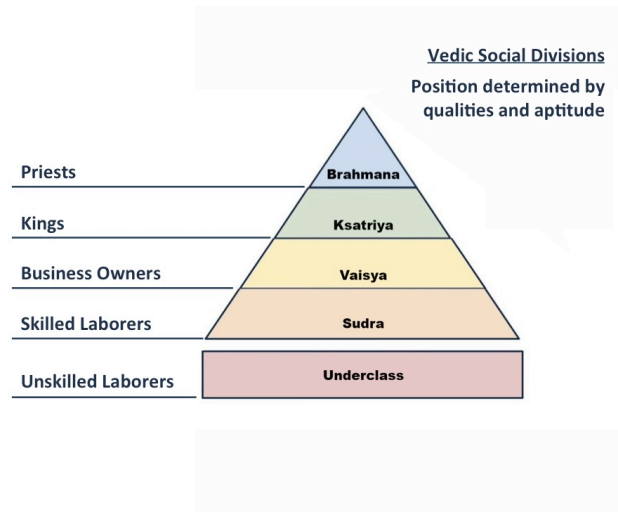 Vedic Social Divisions
Position determined by
qualities and aptitude
Priests
Brahmana
Kings
Ksatriya
Business Owners
Vaisya
Skilled Laborers
Sudra
Unskilled Laborers
Underclass